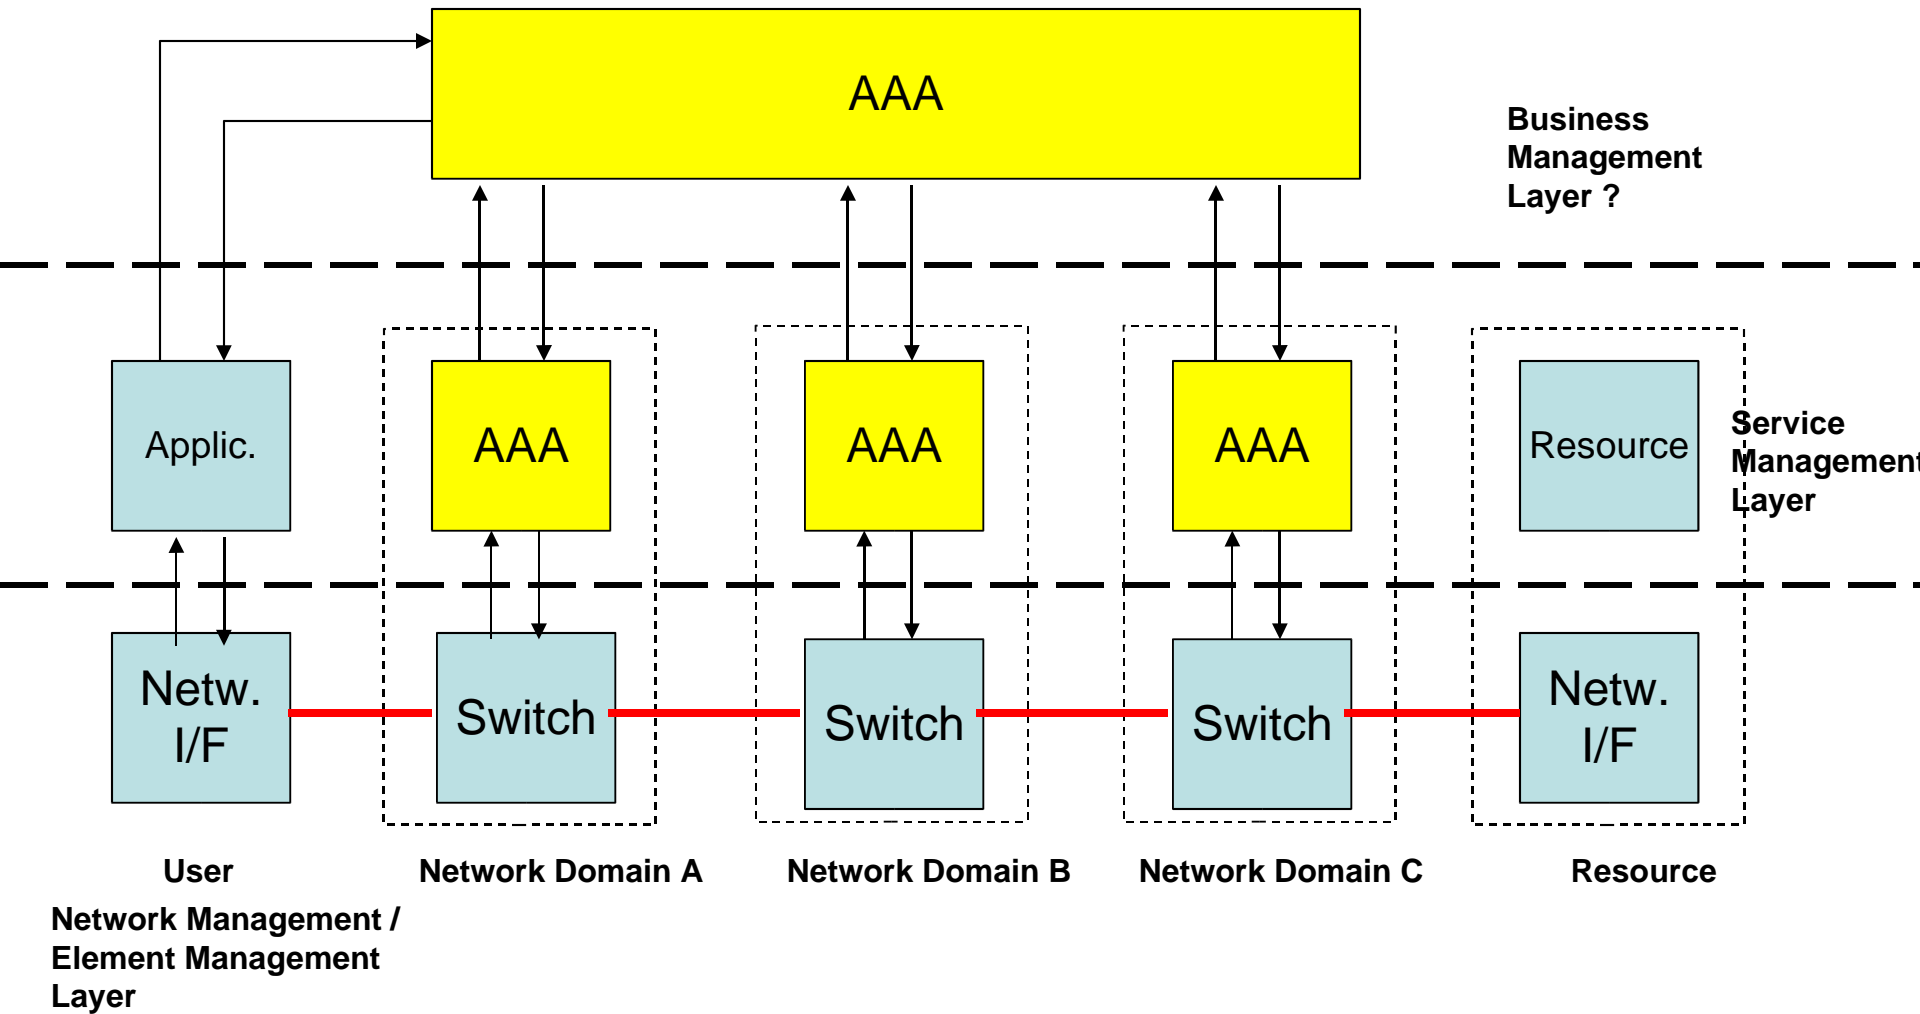 AAA
Business
Management
Layer ?
Applic.
AAA
AAA
AAA
Resource
Service
Management
Layer
Netw.
I/F
Switch
Switch
Switch
Netw.
I/F
User
Network Domain A
Network Domain B
Network Domain C
Resource
Network Management /
Element Management
Layer